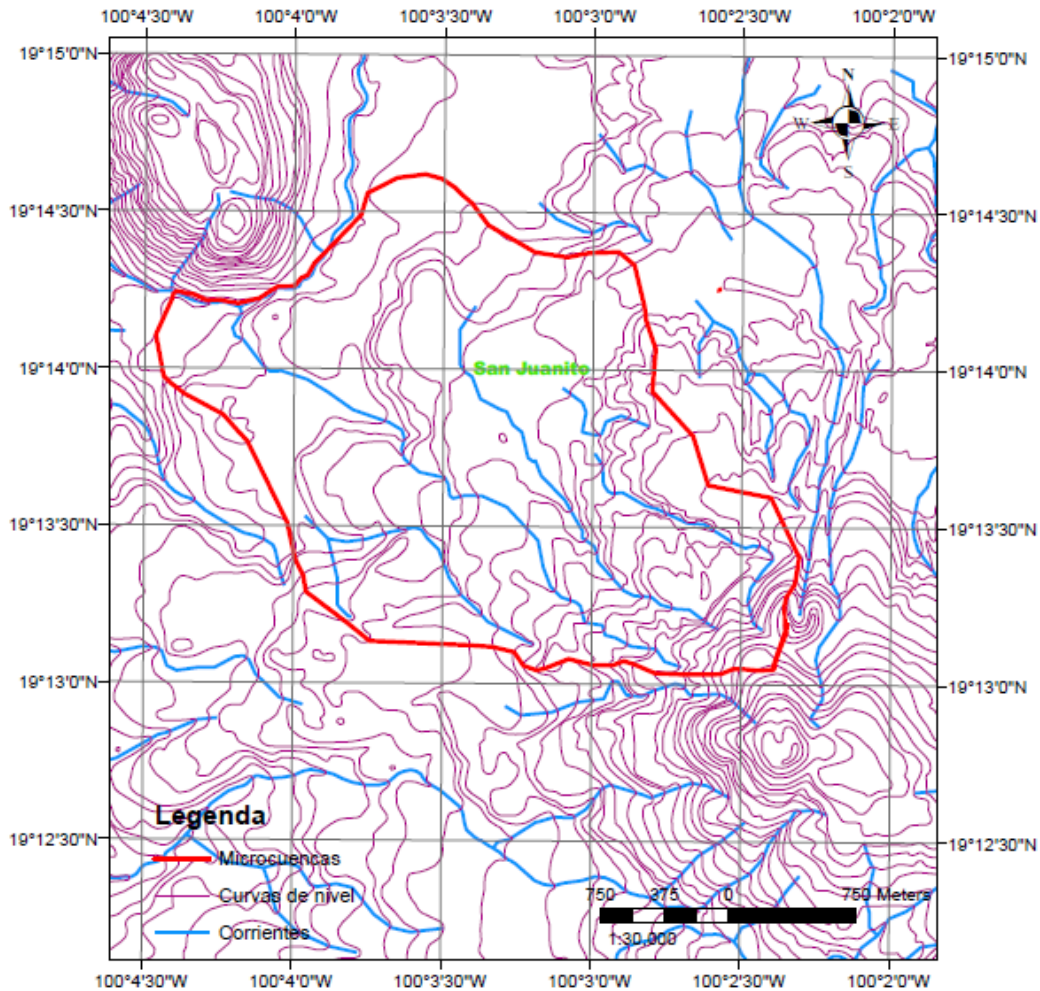 100°4'30"W 100°4'0"W 100°3'30"W 100°3'0"W 100°2'30"W 100°2'0"W
19°15'0"N 19°15'0"N
N
W E
S
19°14'30"N 19°14'30"N
19°14'0"N San Juanito 19°14'0"N
19°13'30"N 19°13'30"N
19°13'0"N 19°13'0"N
Legenda
19°12'30"N 19°12'30"N
Microcuencas
Curvas de nivel
Corrientes
750 375 0 750 Meters
1:30,000
100°4'30"W 100°4'0"W 100°3'30"W 100°3'0"W 100°2'30"W 100°2'0"W